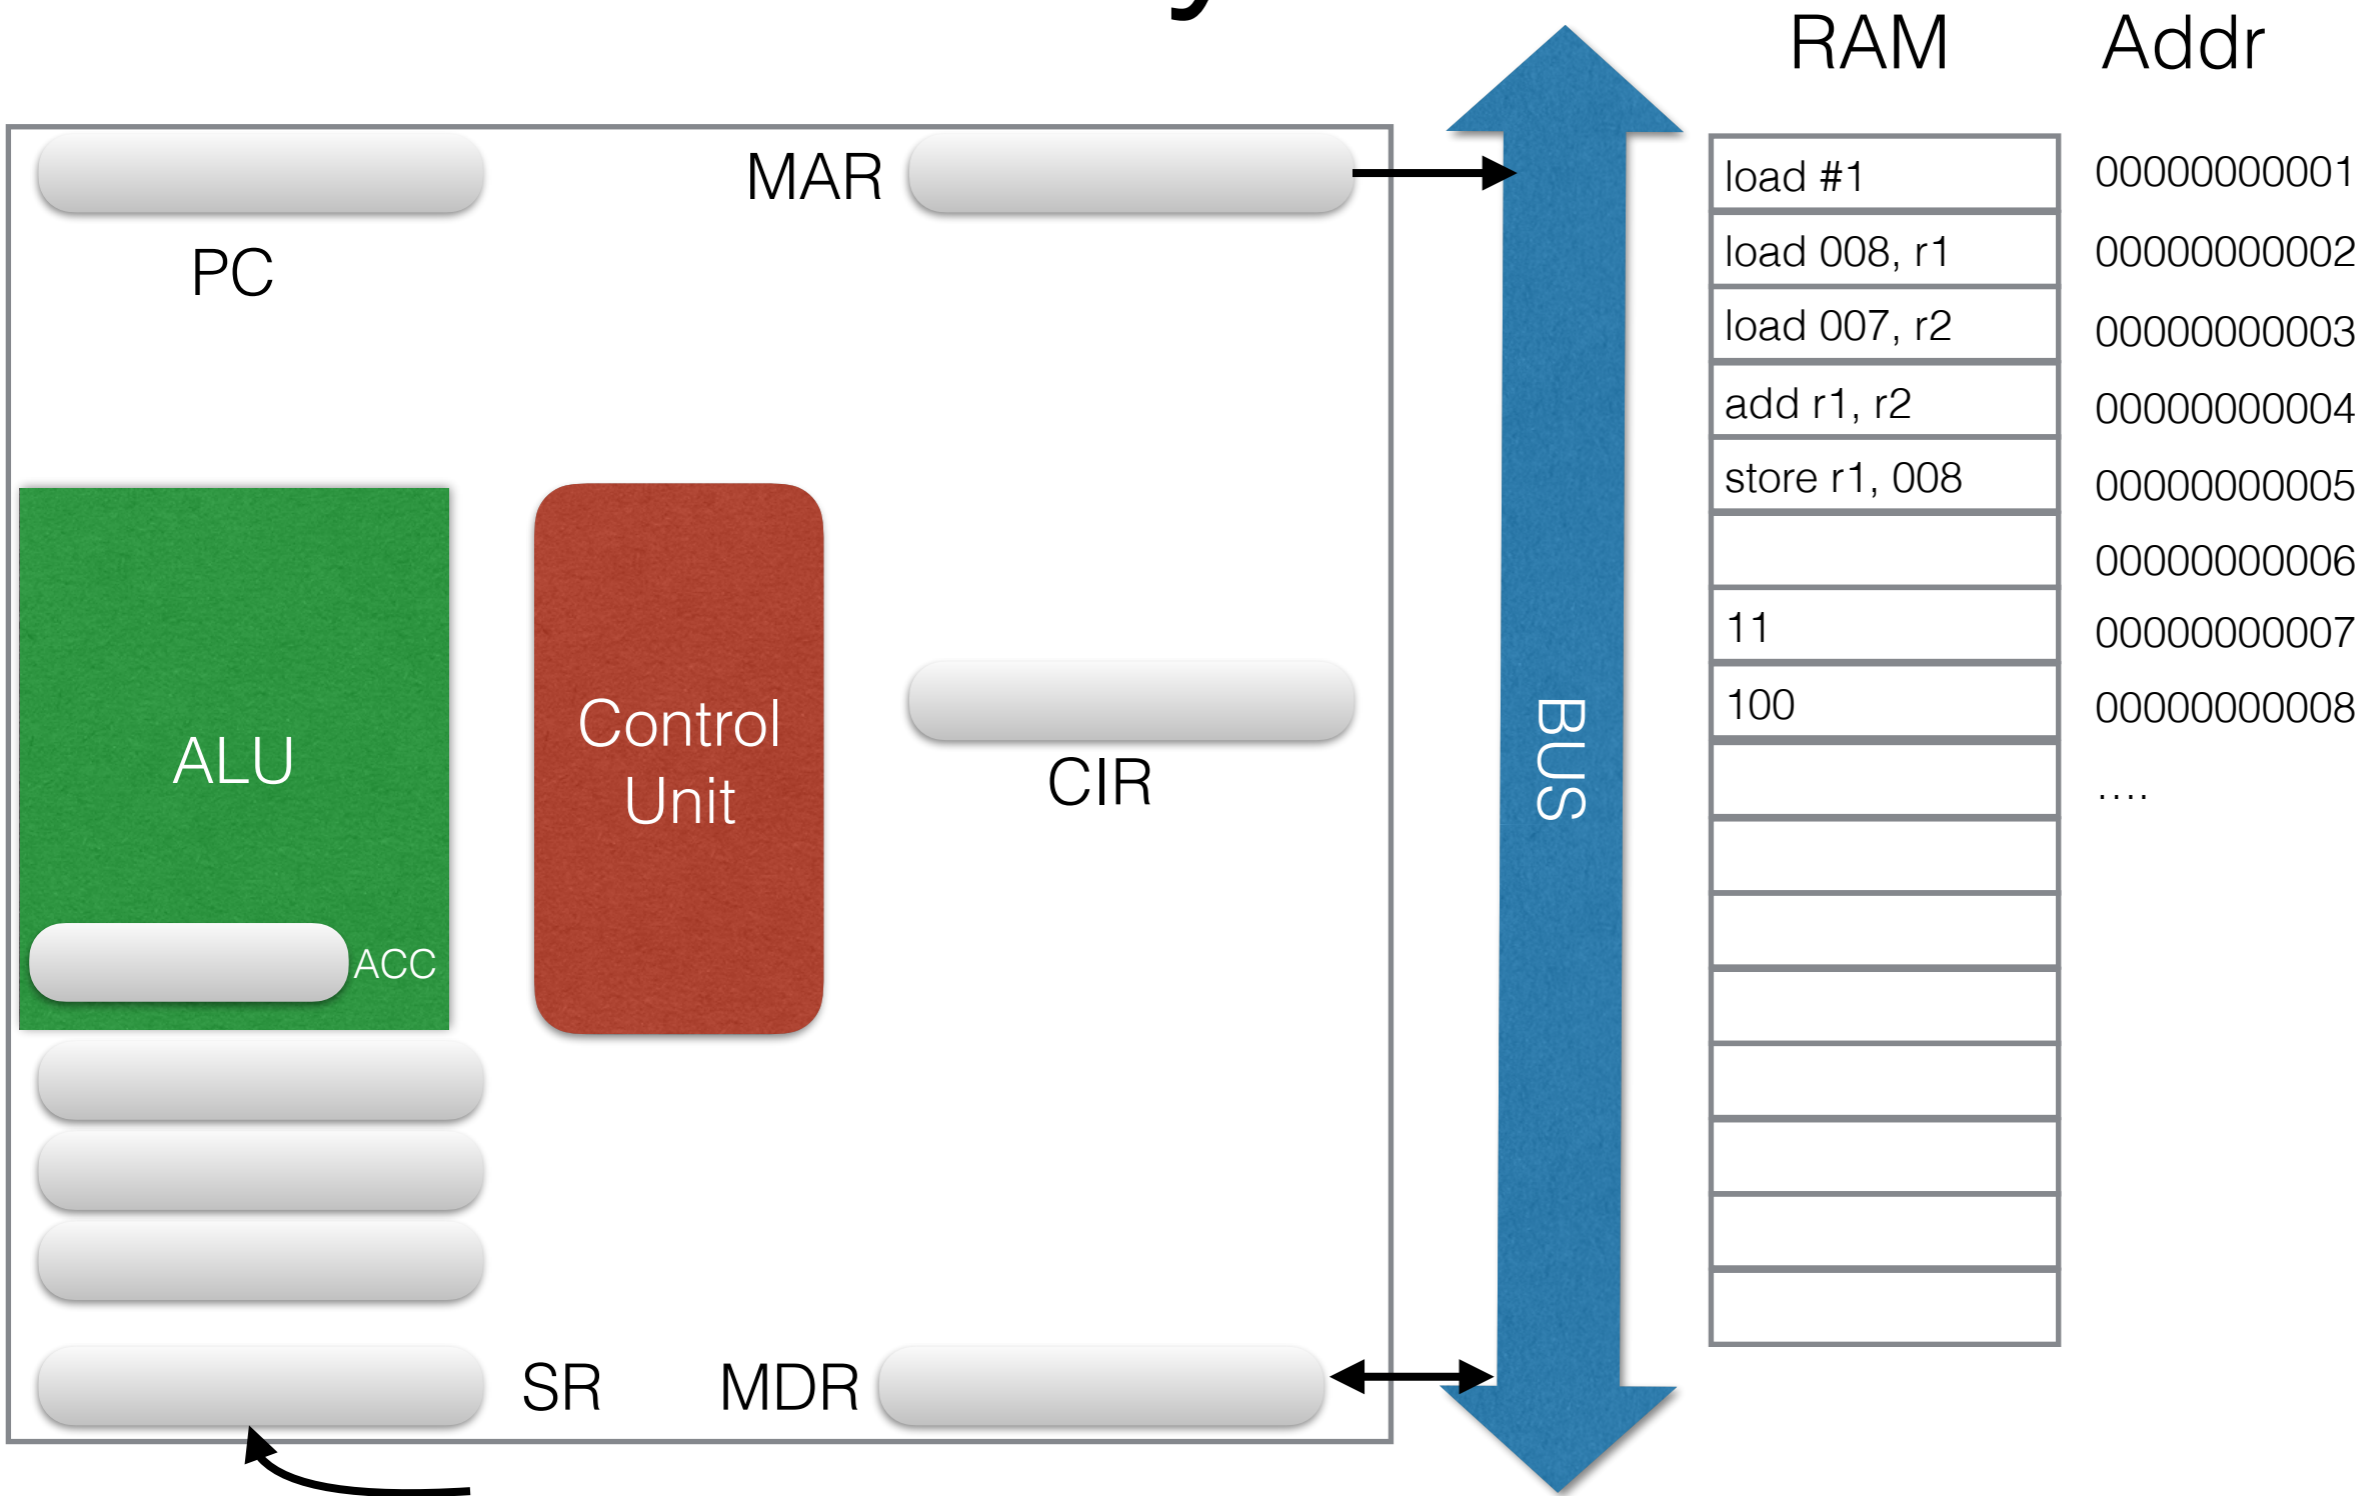 y
RAM Addr
MAR
PC
load #1 00000000001
load 008, r1 00000000002
load 007, r2 00000000003
add r1, r2 00000000004
store r1, 008 00000000005
00000000006
11 00000000007
100 00000000008
....
ALU
Control
Unit
CIR
BUS
ACC
SR
MDR